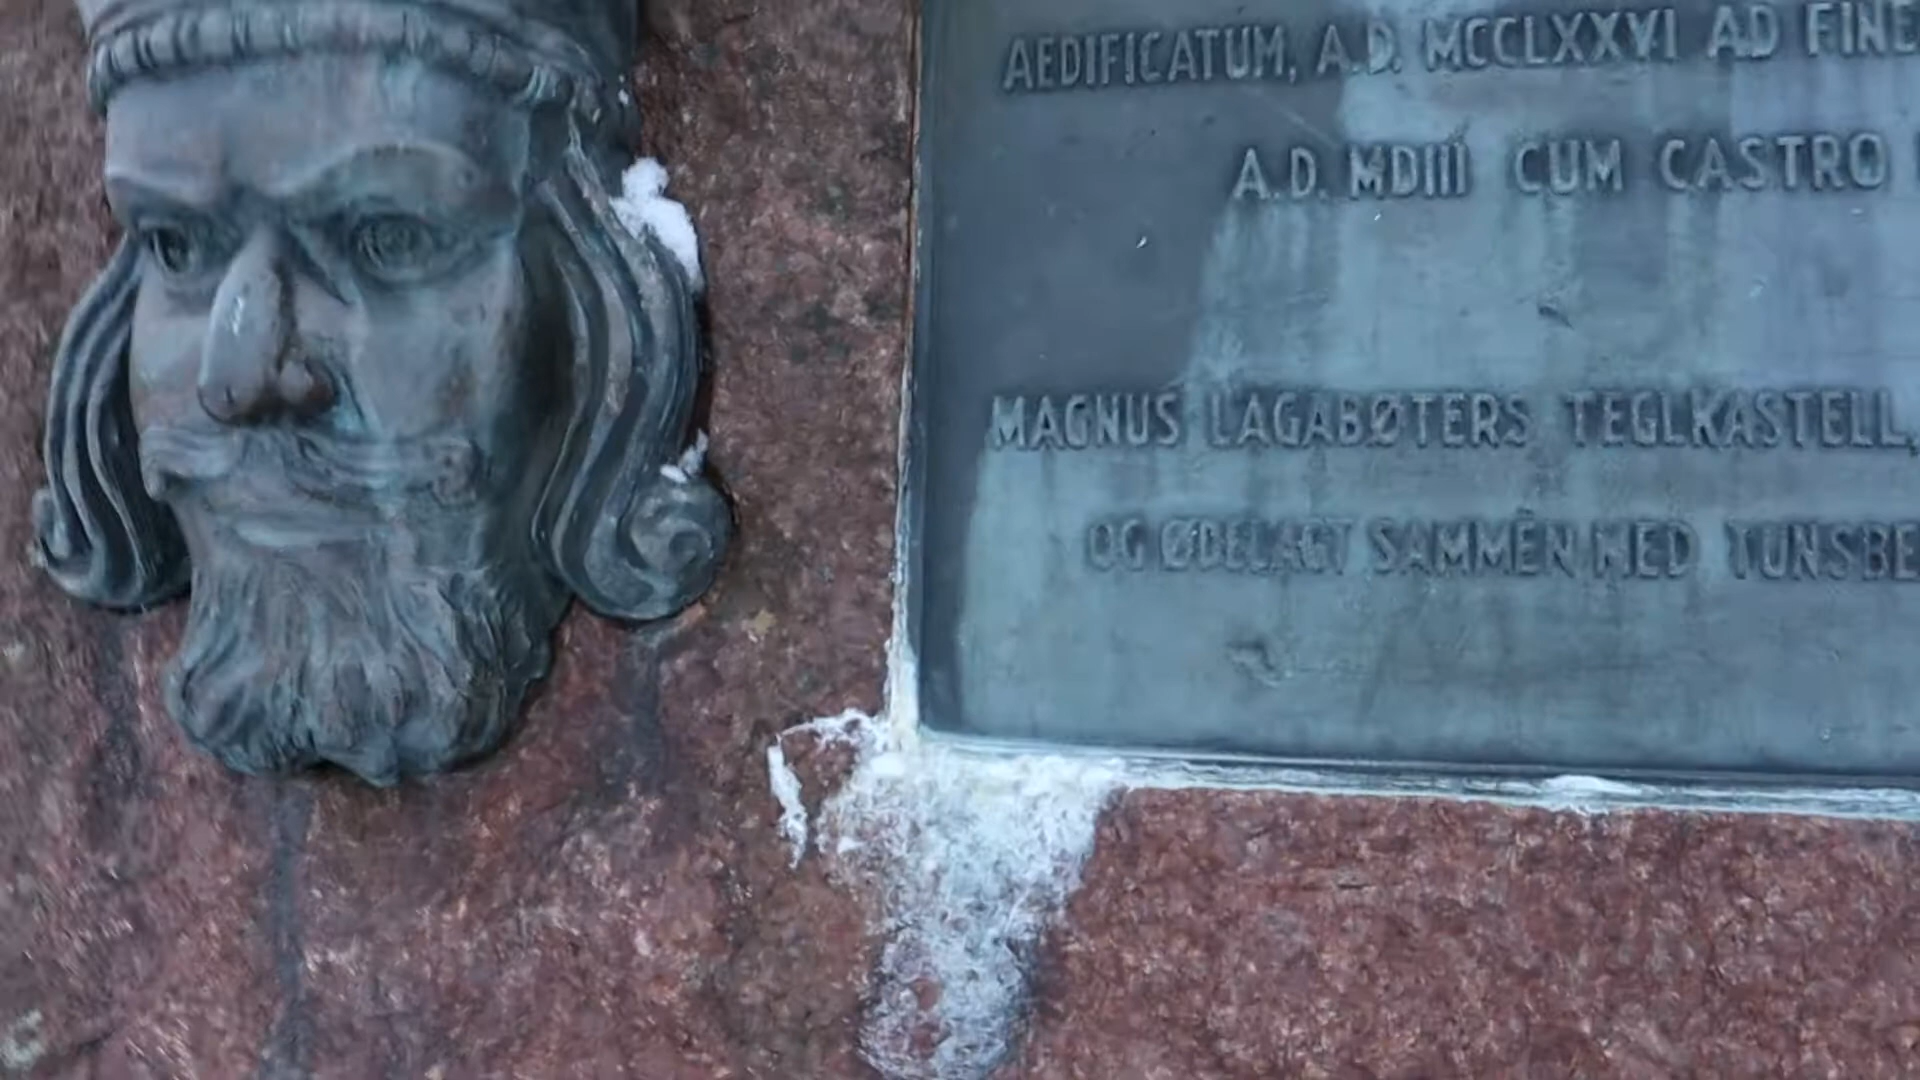 AEDIFICATUM, A.D. MCCLXXVI AD FINE
A.D. MDIII CUM CASTRO
MAGNUS LAGABØTERS TEGLKASTELL,
OG ØDELAGT SAMMEN MED TUNSBE